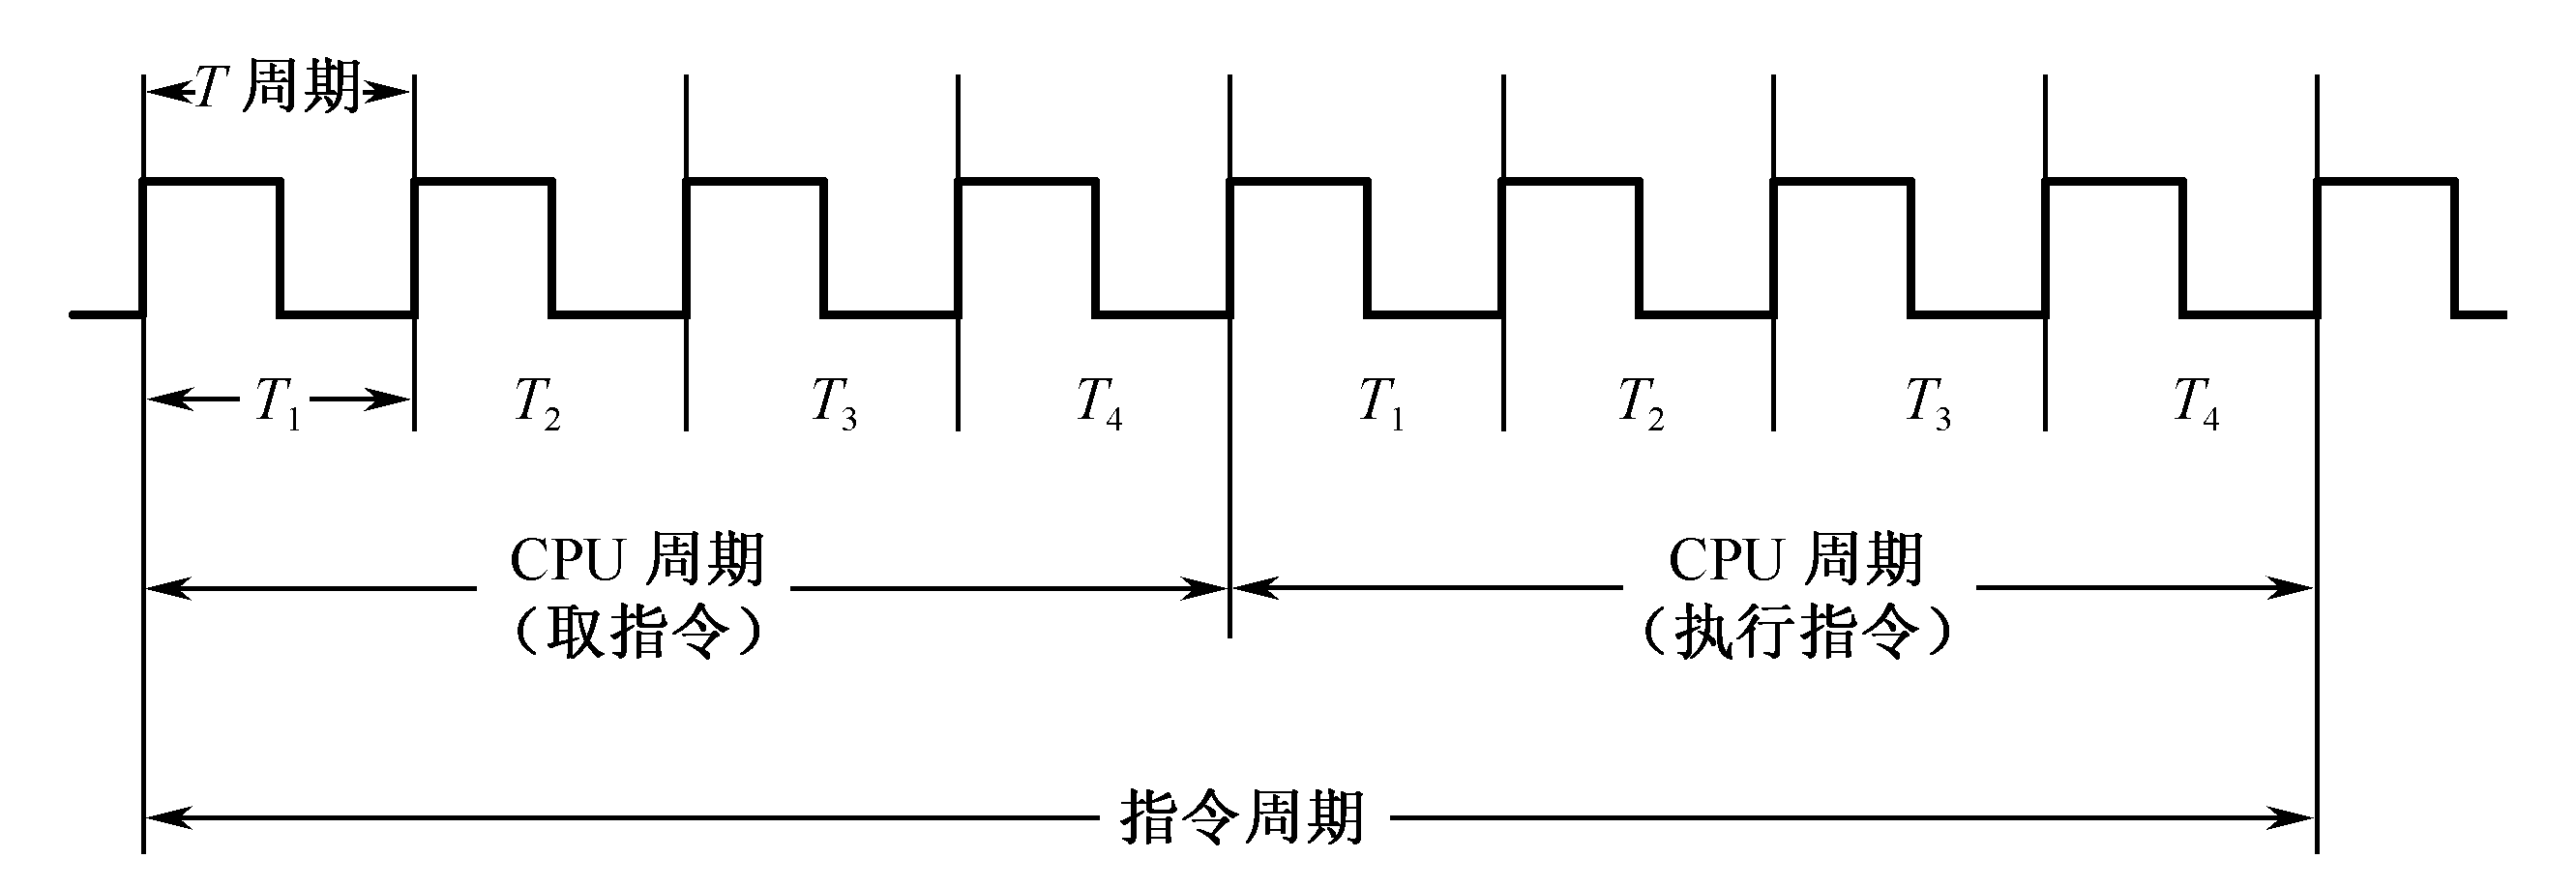 T 周期
T1 T2 T3 T4 T1 T2 T3 T4
CPU 周期 CPU 周期
（取指令） （执行指令）
指令周期